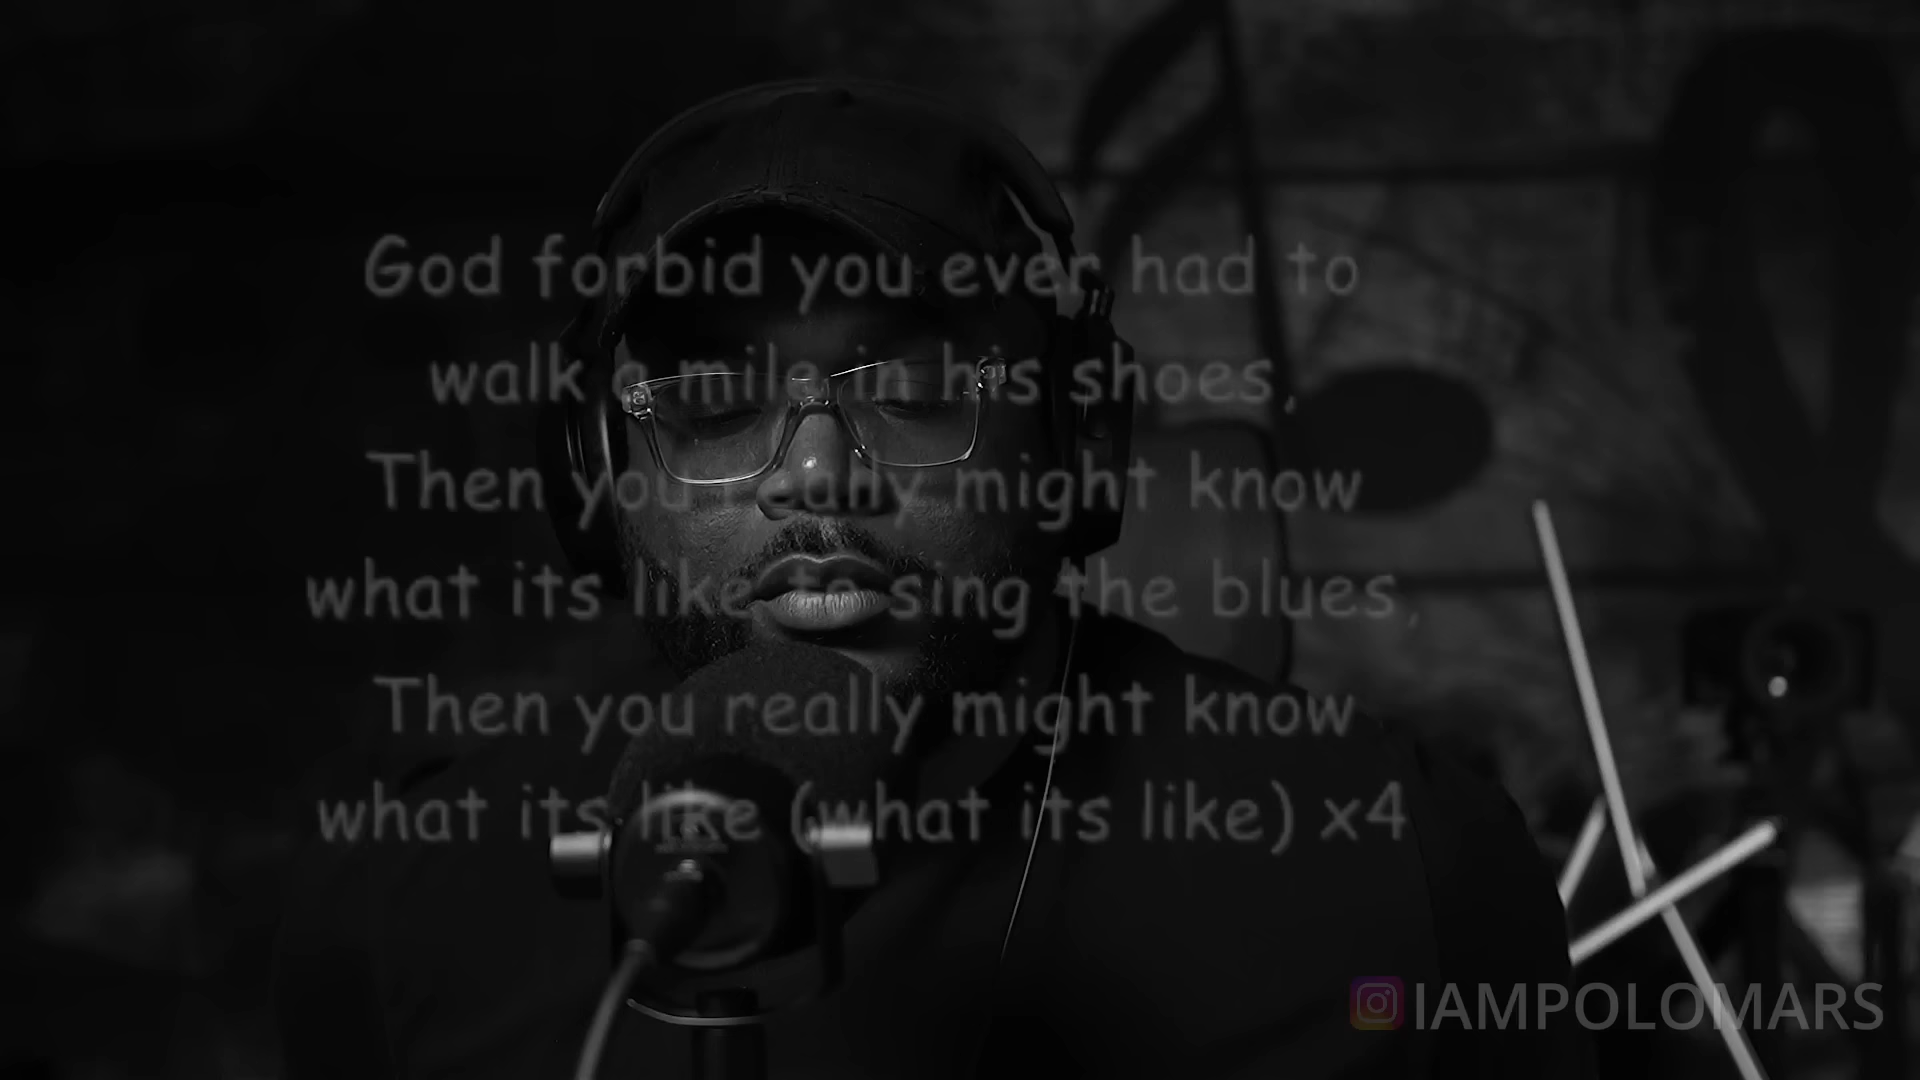 God forbid you ever had to
walk a mile in his shoes,
Then you really might know
what its like to sing the blues,
Then you really might know
what its like (what its like) x4
IAMPOLOMARS